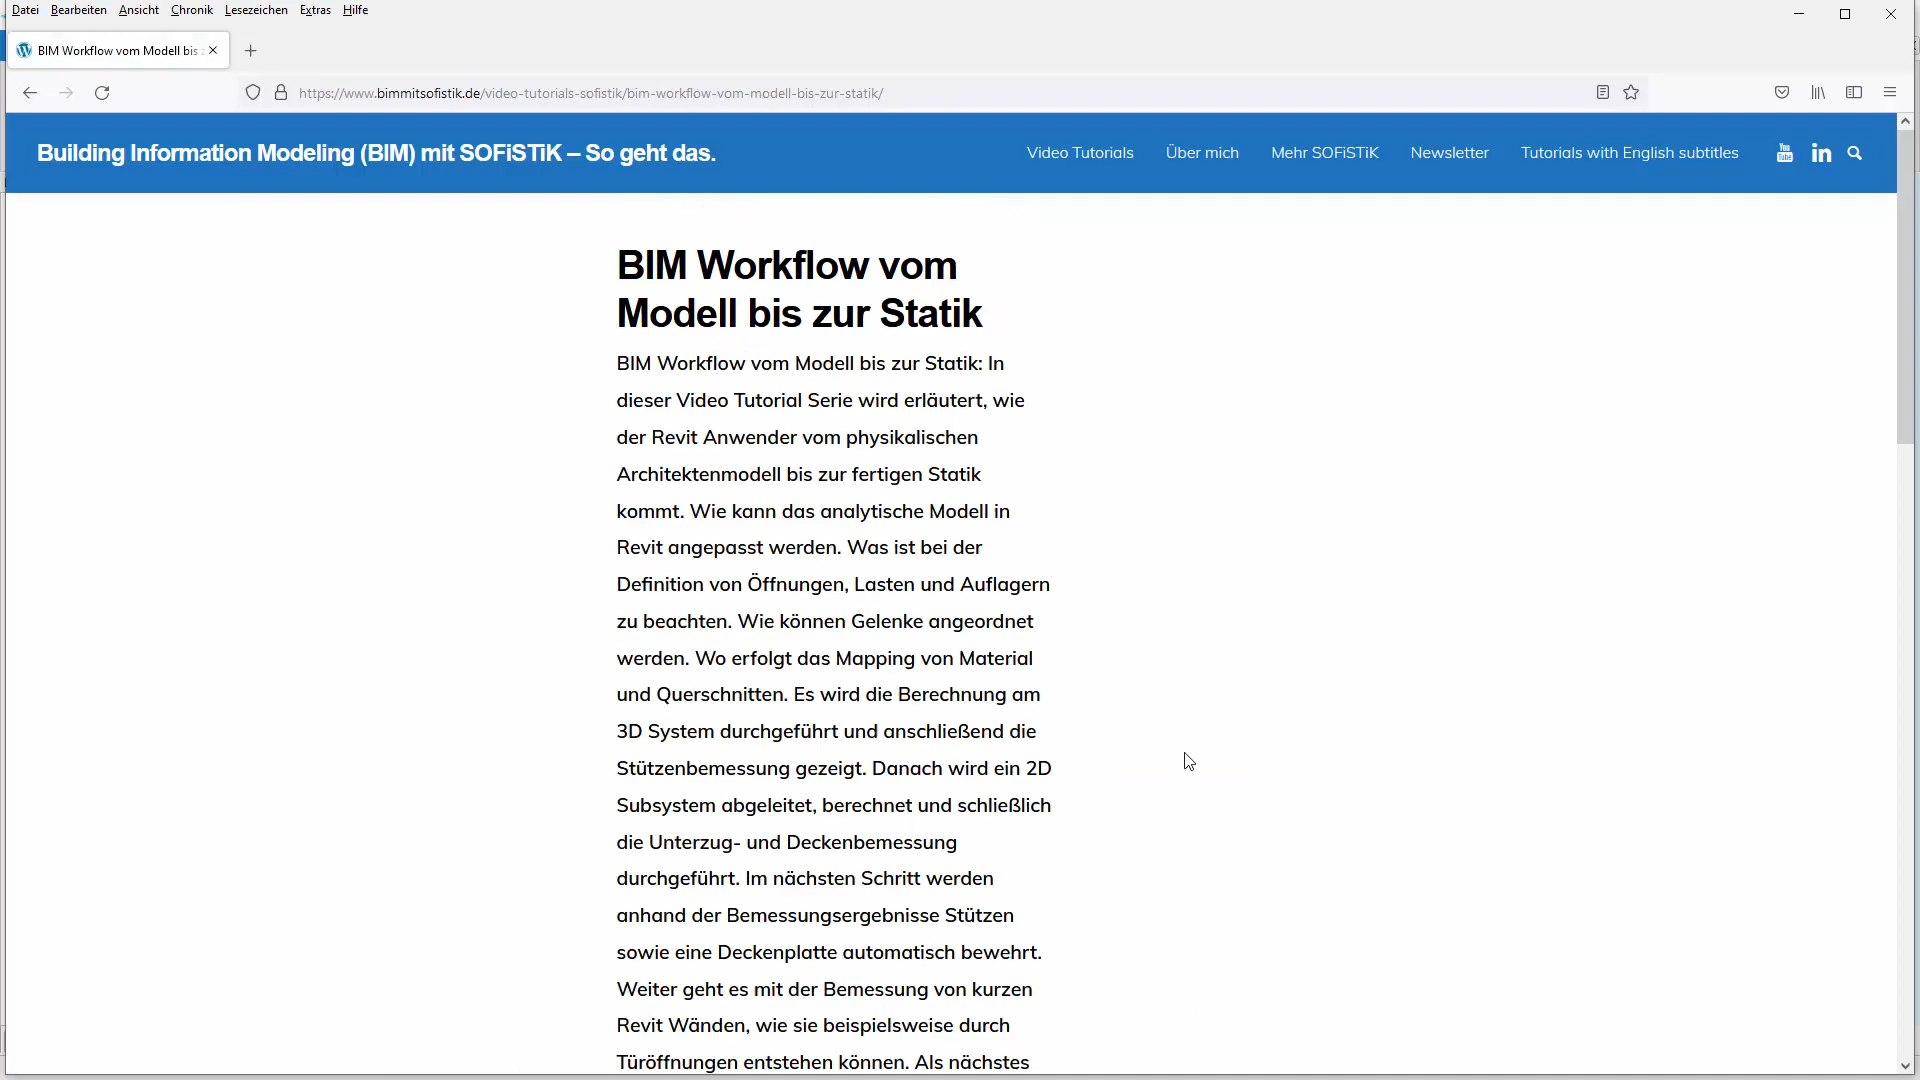 Datei Bearbeiten Ansicht Chronik Lesezeichen Extras Hilfe
BIM Workflow vom Modell bis
https://www.bimmitsofistik.de/video-tutorials-sofistik/bim-workflow-vom-modell-bis-zur-statik/
Building Information Modeling (BIM) mit SOFiSTiK – So geht das.
Video Tutorials Über mich Mehr SOFiSTiK Newsletter Tutorials with English subtitles You Tube in
BIM Workflow vom
Modell bis zur Statik
BIM Workflow vom Modell bis zur Statik: In
dieser Video Tutorial Serie wird erläutert, wie
der Revit Anwender vom physikalischen
Architektenmodell bis zur fertigen Statik
kommt. Wie kann das analytische Modell in
Revit angepasst werden. Was ist bei der
Definition von Öffnungen, Lasten und Auflagern
zu beachten. Wie können Gelenke angeordnet
werden. Wo erfolgt das Mapping von Material
und Querschnitten. Es wird die Berechnung am
3D System durchgeführt und anschließend die
Stützenbemessung gezeigt. Danach wird ein 2D
Subsystem abgeleitet, berechnet und schließlich
die Unterzug- und Deckenbemessung
durchgeführt. Im nächsten Schritt werden
anhand der Bemessungsergebnisse Stützen
sowie eine Deckenplatte automatisch bewehrt.
Weiter geht es mit der Bemessung von kurzen
Revit Wänden, wie sie beispielsweise durch
Türöffnungen entstehen können. Als nächstes